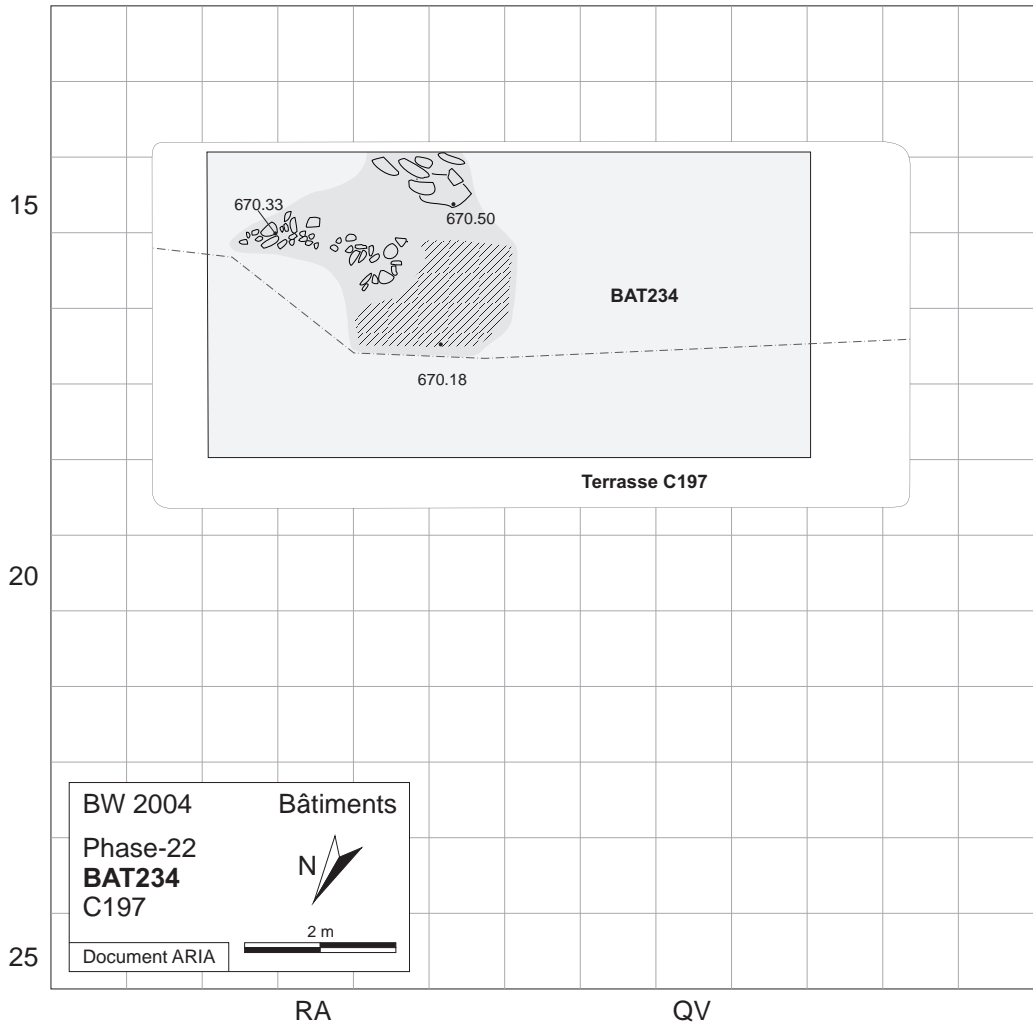 15
670.33
670.50
BAT234
670.18
Terrasse C197
20
BW 2004 Bâtiments
Phase-22
BAT234
C197
N
2 m
Document ARIA
25
RA QV